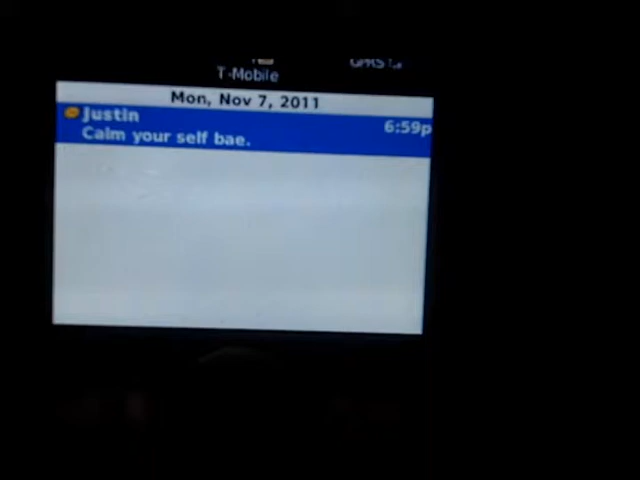 T-Mobile
Mon, Nov 7, 2011
Justin
6:59p
Calm your self bae.